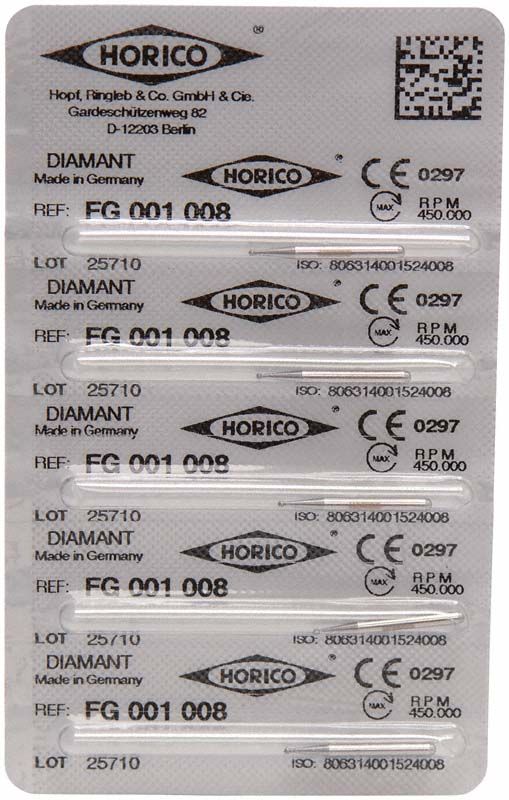 HORICO ®
Hopf, Ringleb & Co. GmbH & Cie.
Gardeschützenweg 82
D-12203 Berlin
DIAMANT
Made in Germany
HORICO ®
CE 0297
REF: FG 001 008
MAX RPM
450.000
LOT 25710 ISO: 806314001524008
DIAMANT
Made in Germany
HORICO ®
CE 0297
REF: FG 001 008
MAX RPM
450.000
LOT 25710 ISO: 806314001524008
DIAMANT
Made in Germany
HORICO ®
CE 0297
REF: FG 001 008
MAX RPM
450.000
LOT 25710 ISO: 806314001524008
DIAMANT
Made in Germany
HORICO ®
CE 0297
REF: FG 001 008
MAX RPM
450.000
LOT 25710 ISO: 806314001524008
DIAMANT
Made in Germany
HORICO ®
CE 0297
REF: FG 001 008
MAX RPM
450.000
LOT 25710 ISO: 806314001524008